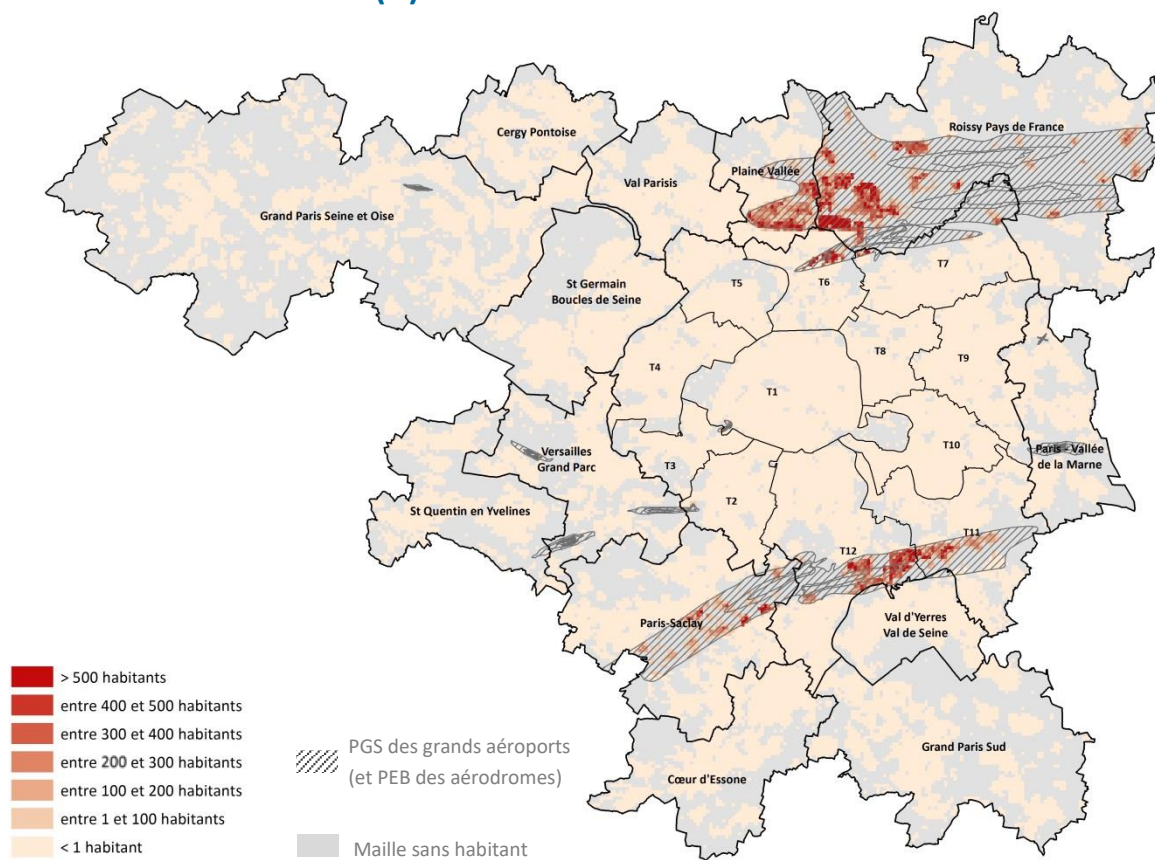 Cergy Pontoise
Roissy Pays de France
Plaine Vallée
Val Parisis
Grand Paris Seine et Oise
T7
St Germain
Boucles de Seine
T5
T6
T8
T9
T4
T1
Versailles
Grand Parc
T10
Paris - Vallée
de la Marne
T3
T2
St Quentin en Yvelines
T11
T12
Val d'Yerres
Val de Seine
Paris-Saclay
Grand Paris Sud
Cœur d'Essone
> 500 habitants
entre 400 et 500 habitants
entre 300 et 400 habitants
entre 200 et 300 habitants
entre 100 et 200 habitants
entre 1 et 100 habitants
< 1 habitant
PGS des grands aéroports
(et PEB des aérodromes)
Maille sans habitant